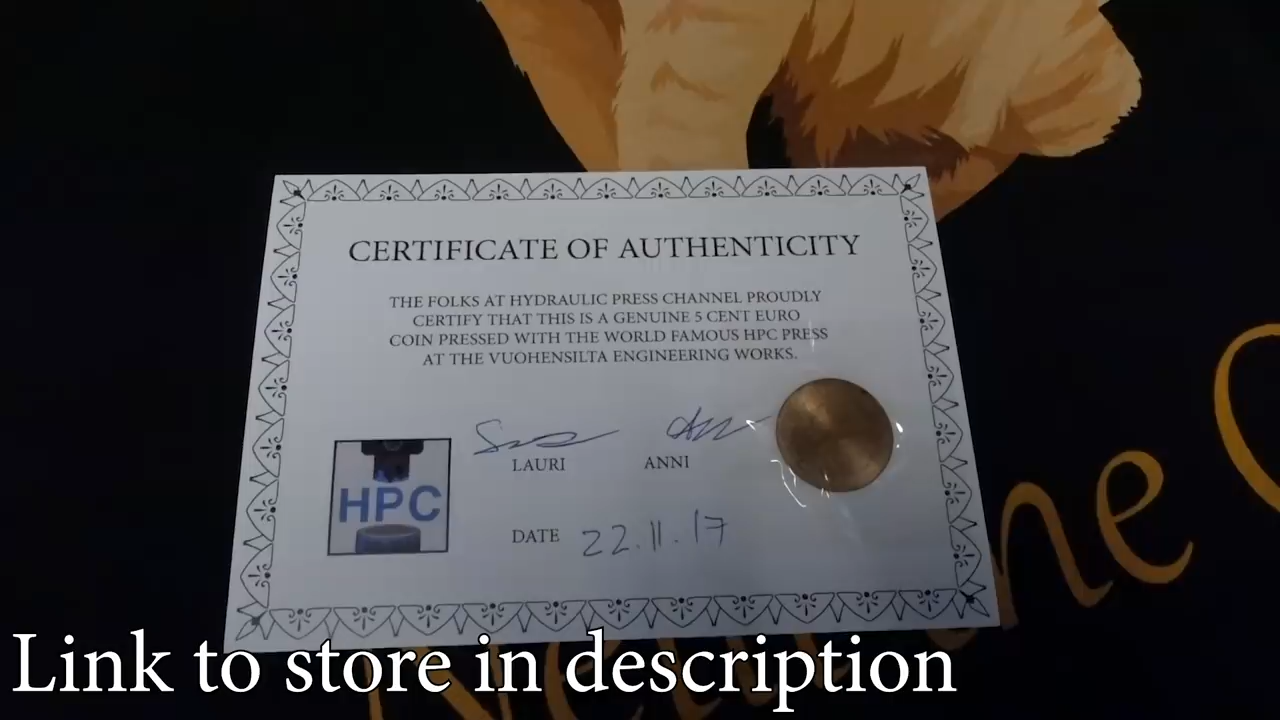 CERTIFICATE OF AUTHENTICITY
THE FOLKS AT HYDRAULIC PRESS CHANNEL PROUDLY
CERTIFY THAT THIS IS A GENUINE 5 CENT EURO
COIN PRESSED WITH THE WORLD FAMOUS HPC PRESS
AT THE VUOHENSILTA ENGINEERING WORKS.
LAURI ANNI
HPC
DATE 22.11.17
Link to store in description